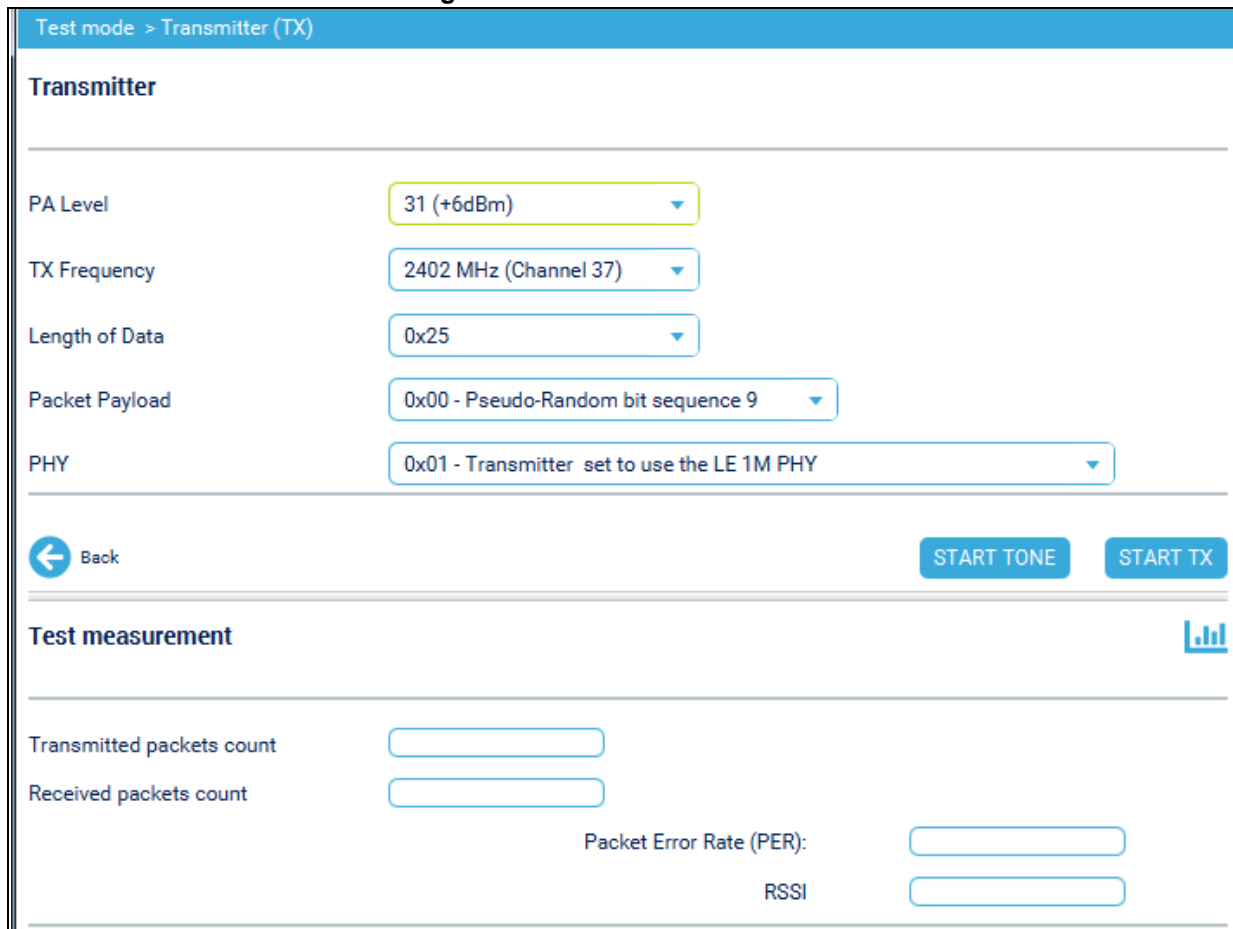 Test mode > Transmitter (TX)
Transmitter
PA Level 31 (+6dBm)
TX Frequency 2402 MHz (Channel 37)
Length of Data 0x25
Packet Payload 0x00 - Pseudo-Random bit sequence 9
PHY 0x01 - Transmitter set to use the LE 1M PHY
Back START TONE START TX
Test measurement
Transmitted packets count
Received packets count
Packet Error Rate (PER):
RSSI